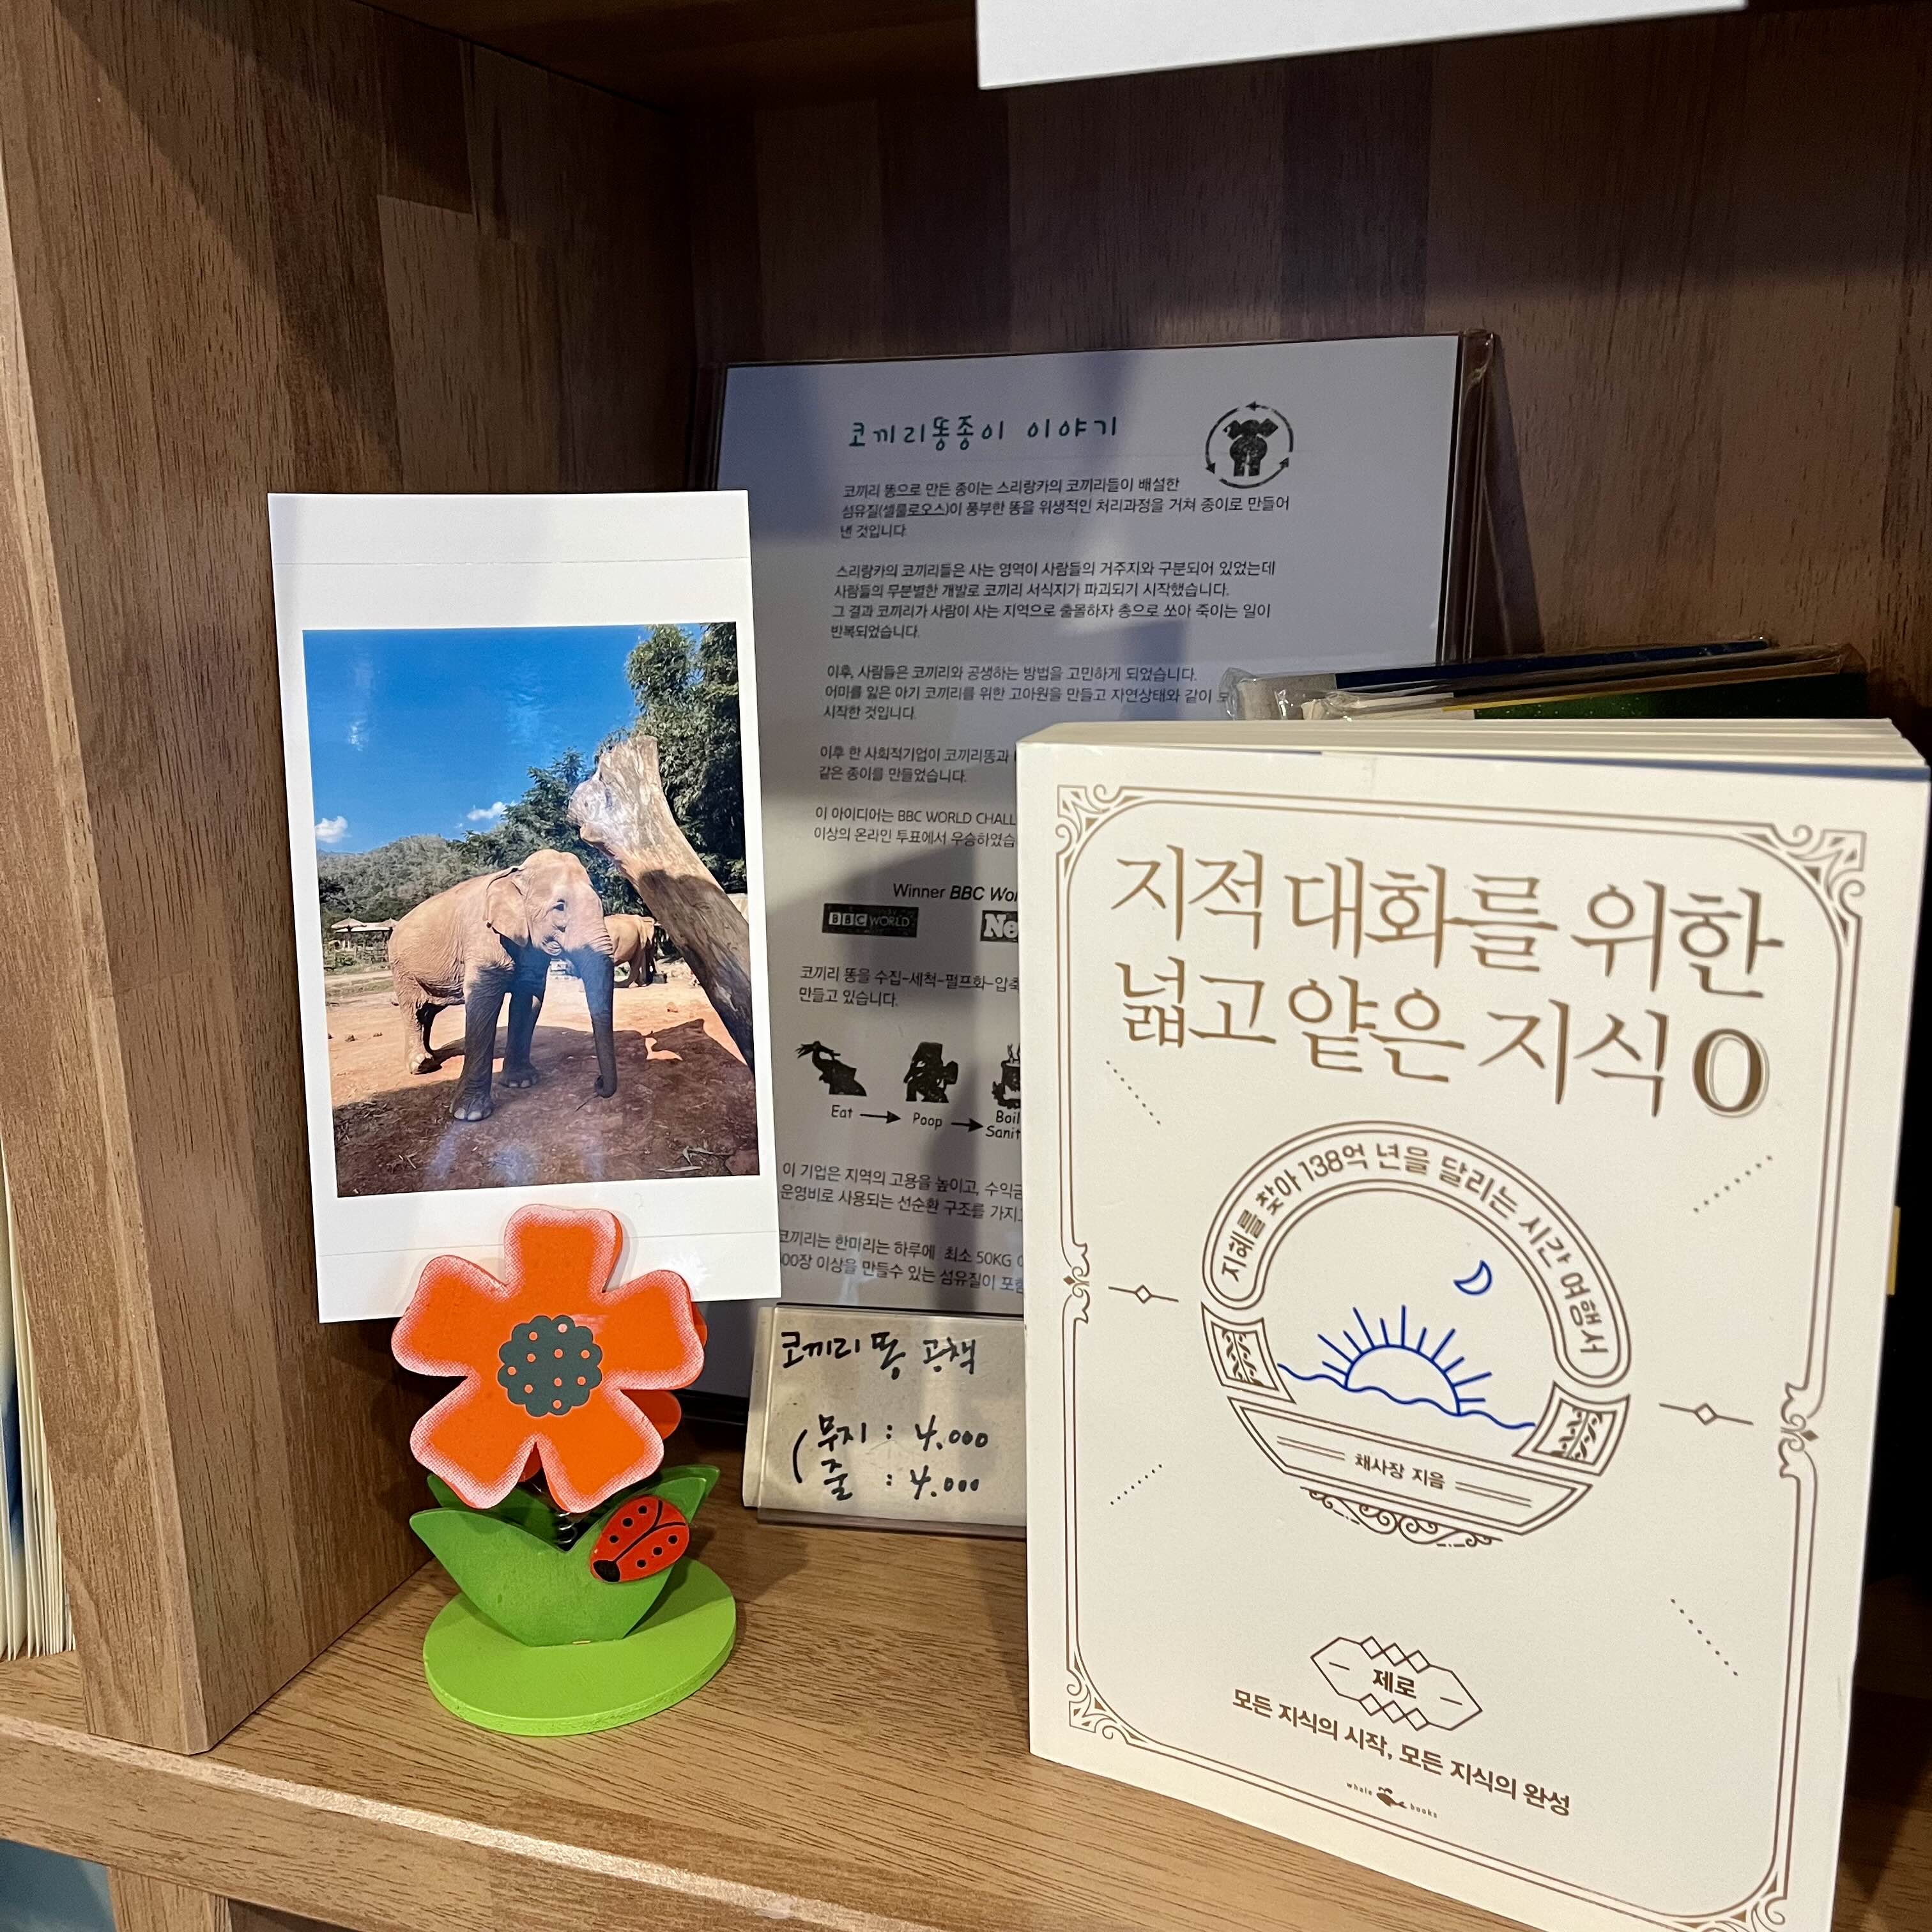 코끼리똥종이 이야기
코끼리 똥으로 만든 종이는 스리랑카의 코끼리들이 배설한
섬유질(셀룰로오스)이 풍부한 똥을 위생적인 처리과정을 거쳐 종이로 만들어
낸 것입니다.
스리랑카의 코끼리들은 사는 영역이 사람들의 거주지와 구분되어 있었는데
사람들의 무분별한 개발로 코끼리 서식지가 파괴되기 시작했습니다.
그 결과 코끼리가 사람이 사는 지역으로 출몰하자 총으로 쏘아 죽이는 일이
반복되었습니다.
이후, 사람들은 코끼리와 공생하는 방법을 고민하게 되었습니다.
어미를 잃은 아기 코끼리를 위한 고아원을 만들고 자연상태와 같이
시작한 것입니다.
이후 한 사회적기업이 코끼리똥과
같은 종이를 만들었습니다.
이 아이디어는 BBC WORLD CHALL
이상의 온라인 투표에서 우승하였습
Winner BBC Wor
BBC WORLD Ne
코끼리 똥을 수집-세척-펄프화-압축
만들고 있습니다.
Eat Poop Boil
Sanit
이 기업은 지역의 고용을 높이고, 수익금
운영비로 사용되는 선순환 구조를 가지고
코끼리는 한마리는 하루에 최소 50KG
00장 이상을 만들수 있는 섬유질이 포함
코끼리 똥 공책
무지 : 4.000
줄 : 4.000
지적 대화를 위한
넓고 얕은 지식 0
지혜를 찾아 138억 년을 달리는 시간 여행서
채사장 지음
제로
모든 지식의 시작, 모든 지식의 완성
whale books